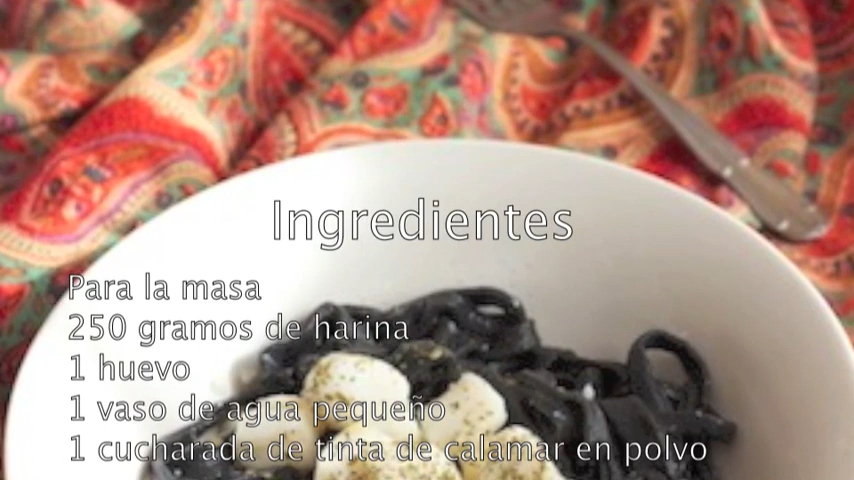 Ingredientes
Para la masa
250 gramos de harina
1 huevo
1 vaso de agua pequeño
1 cucharada de tinta de calamar en polvo